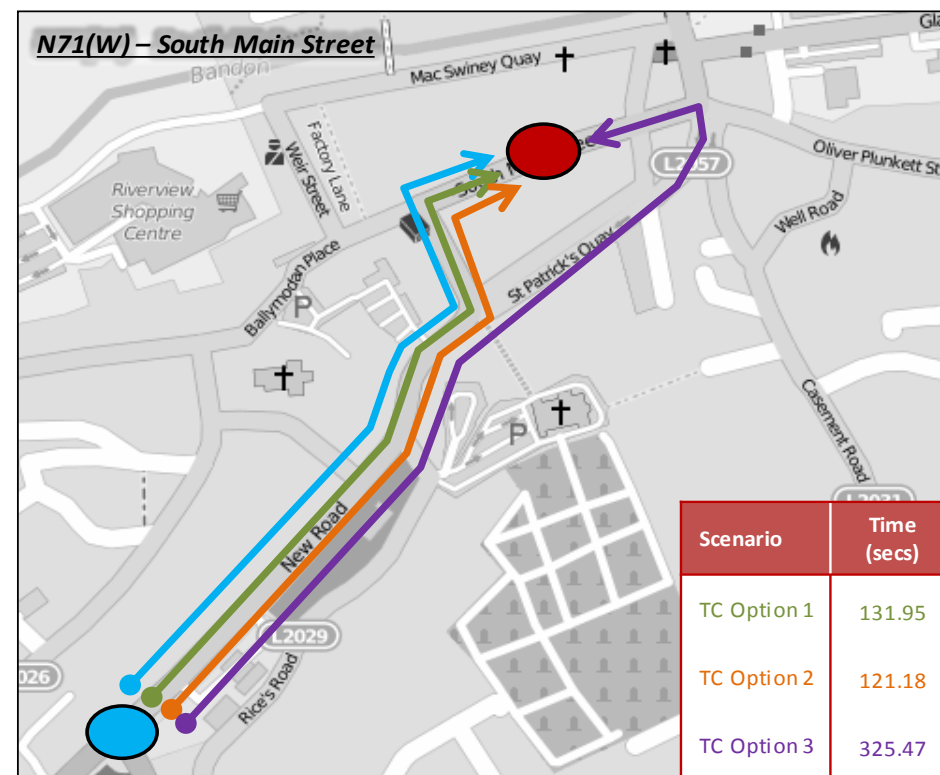 N71(W) – South Main Street
Bandon
Mac Swiney Quay
Factory Lane
Weir Street
Riverview
Shopping
Centre
L2
57
Oliver Plunkett St
Well Road
St Patrick's Quay
Ballymodan Place
P
P
Casement Road
New Road
L2029
Rice's Road
026
Scenario
Time
(secs)
TC Option 1
131.95
TC Option 2
121.18
TC Option 3
325.47